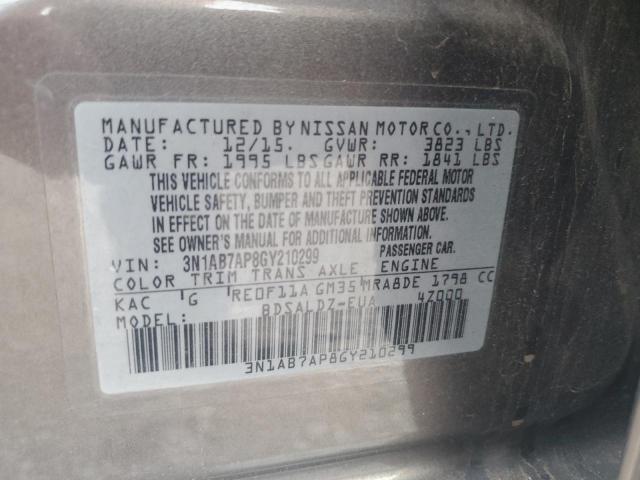 MANUFACTURED BY NISSAN MOTOR CO., LTD.
DATE: 12/15. GVWR: 3823 LBS
GAWR FR: 1995 LBS GAWR RR: 1841 LBS
THIS VEHICLE CONFORMS TO ALL APPLICABLE FEDERAL MOTOR
VEHICLE SAFETY, BUMPER AND THEFT PREVENTION STANDARDS
IN EFFECT ON THE DATE OF MANUFACTURE SHOWN ABOVE.
SEE OWNER'S MANUAL FOR ADDITIONAL INFORMATION.
VIN: 3N1AB7AP8GY210299 PASSENGER CAR.
COLOR TRIM TRANS AXLE ENGINE
KAC G RE0F11A GM35 MRA8DE 1798 CC
MODEL: BDSALDZ-EUA 4Z000
3N1AB7AP8GY210299